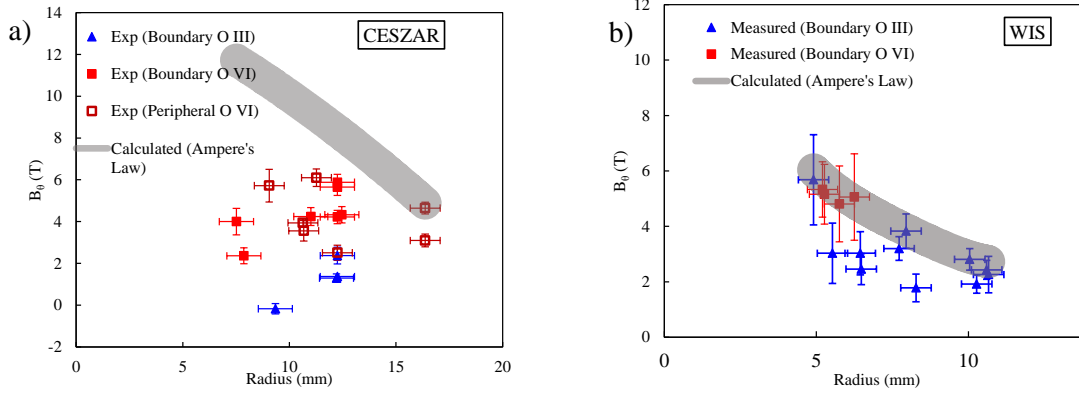 a)
14
12
10
8
6
4
2
0
-2
B_θ (T)
Exp (Boundary O III)
Exp (Boundary O VI)
Exp (Peripheral O VI)
Calculated (Ampere's
Law)
CESZAR
0 5 10 15 20
Radius (mm)
b)
12
10
8
6
4
2
0
B_θ (T)
Measured (Boundary O III)
Measured (Boundary O VI)
Calculated (Ampere's Law)
WIS
0 5 10
Radius (mm)